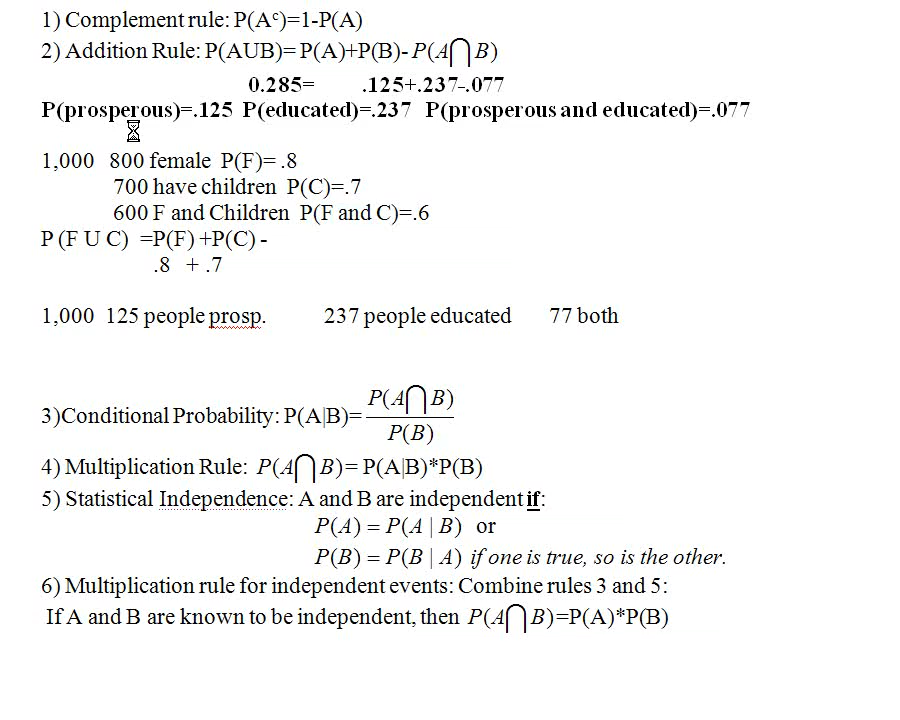 1) Complement rule: P(Aᶜ)=1-P(A)
2) Addition Rule: P(AUB)= P(A)+P(B)- P(A⋂B)
0.285= .125+.237-.077
P(prosperous)=.125 P(educated)=.237 P(prosperous and educated)=.077
1,000 800 female P(F)= .8
700 have children P(C)=.7
600 F and Children P(F and C)=.6
P (F U C) =P(F) +P(C) -
.8 + .7
1,000 125 people prosp. 237 people educated 77 both
3)Conditional Probability: P(A|B)= P(A⋂B)
P(B)
4) Multiplication Rule: P(A⋂B)= P(A|B)*P(B)
5) Statistical Independence: A and B are independent if:
P(A) = P(A | B) or
P(B) = P(B | A) if one is true, so is the other.
6) Multiplication rule for independent events: Combine rules 3 and 5:
If A and B are known to be independent, then P(A⋂B)=P(A)*P(B)